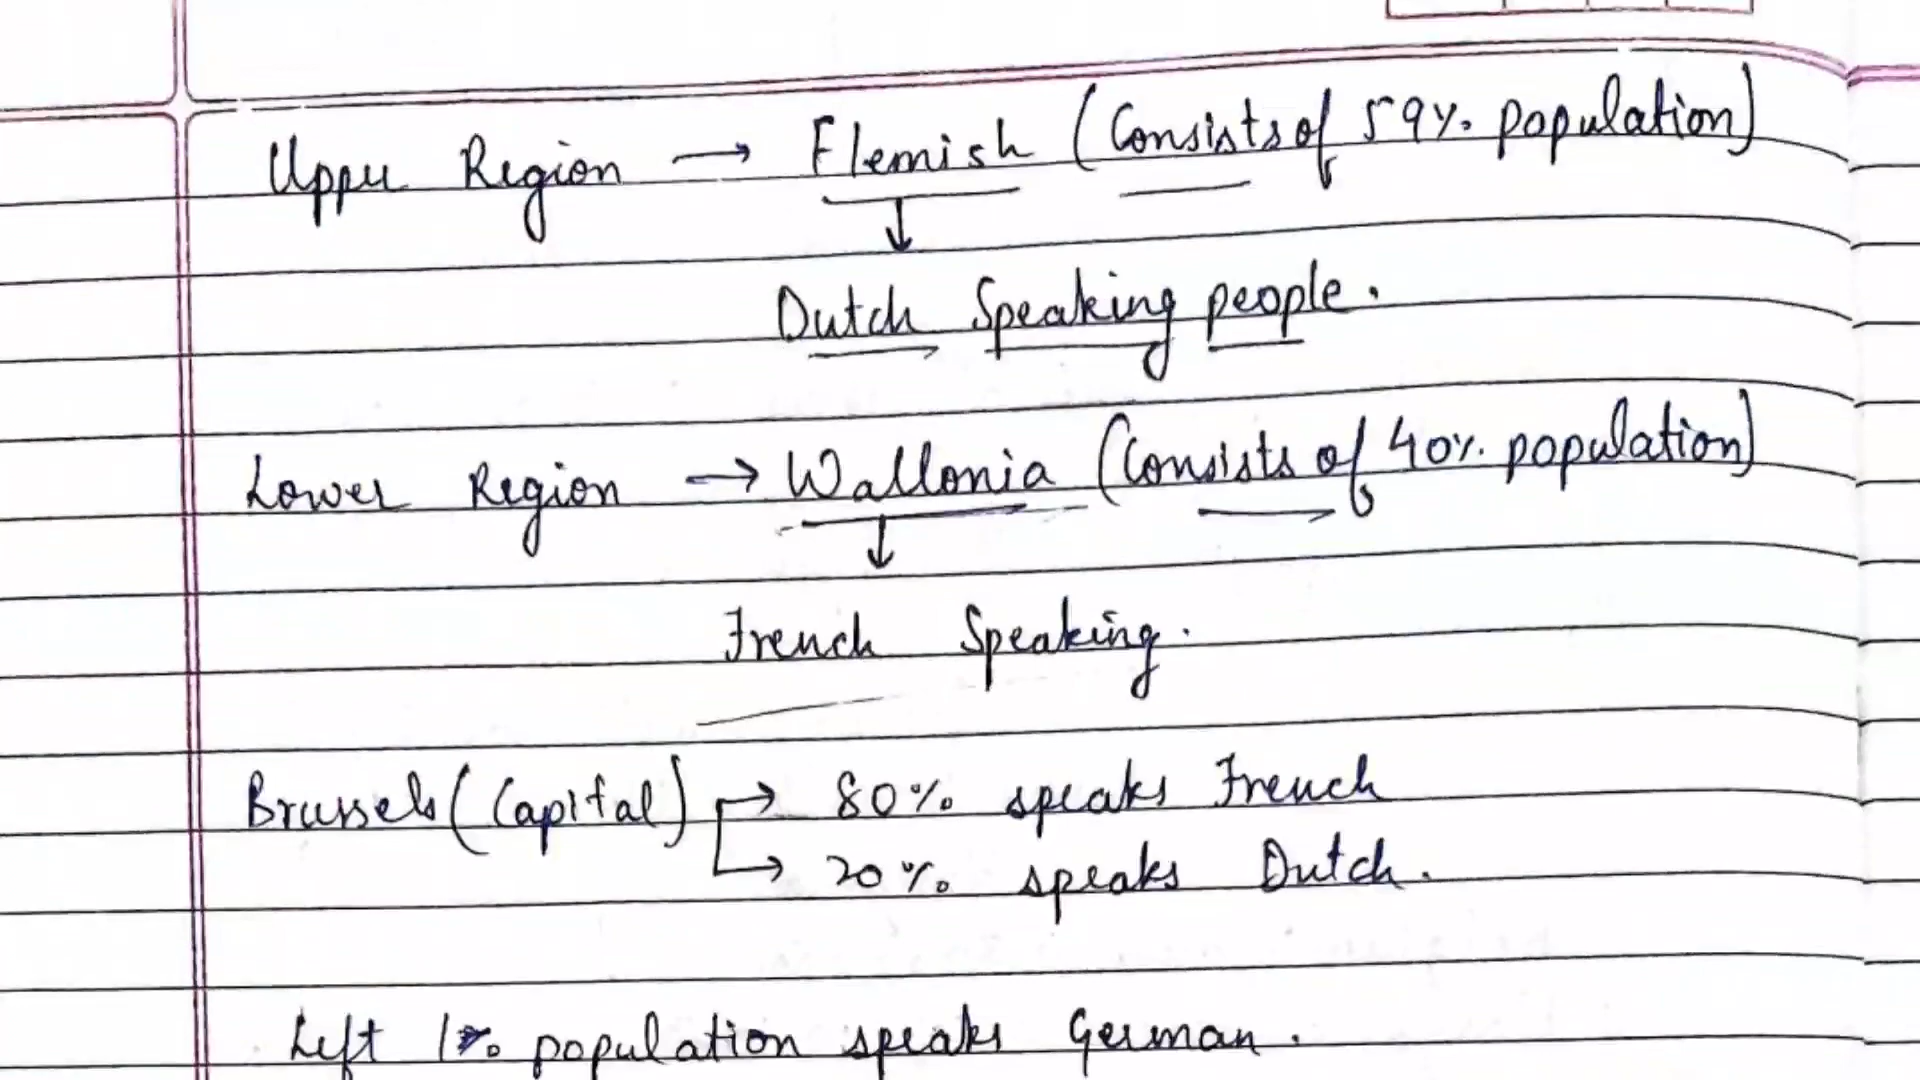 Upper Region → Flemish (Consists of 59% population)
↓
Dutch Speaking people.
Lower Region → Wallonia (Consists of 40% population)
↓
French Speaking.
Brussels (Capital) → 80% speaks French
↳ 20% speaks Dutch.
Left 1% population speaks German.